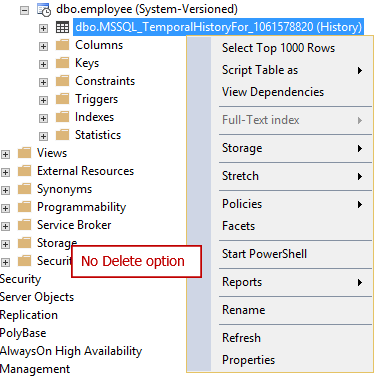 dbo.employee (System-Versioned)
dbo.MSSQL_TemporalHistoryFor_1061578820 (History)
Columns
Keys
Constraints
Triggers
Indexes
Statistics
Views
External Resources
Synonyms
Programmability
Service Broker
Storage
Securit
Security
Server Objects
Replication
PolyBase
AlwaysOn High Availability
Management
Select Top 1000 Rows
Script Table as
View Dependencies
Full-Text index
Storage
Stretch
Policies
Facets
Start PowerShell
Reports
Rename
Refresh
Properties
No Delete option